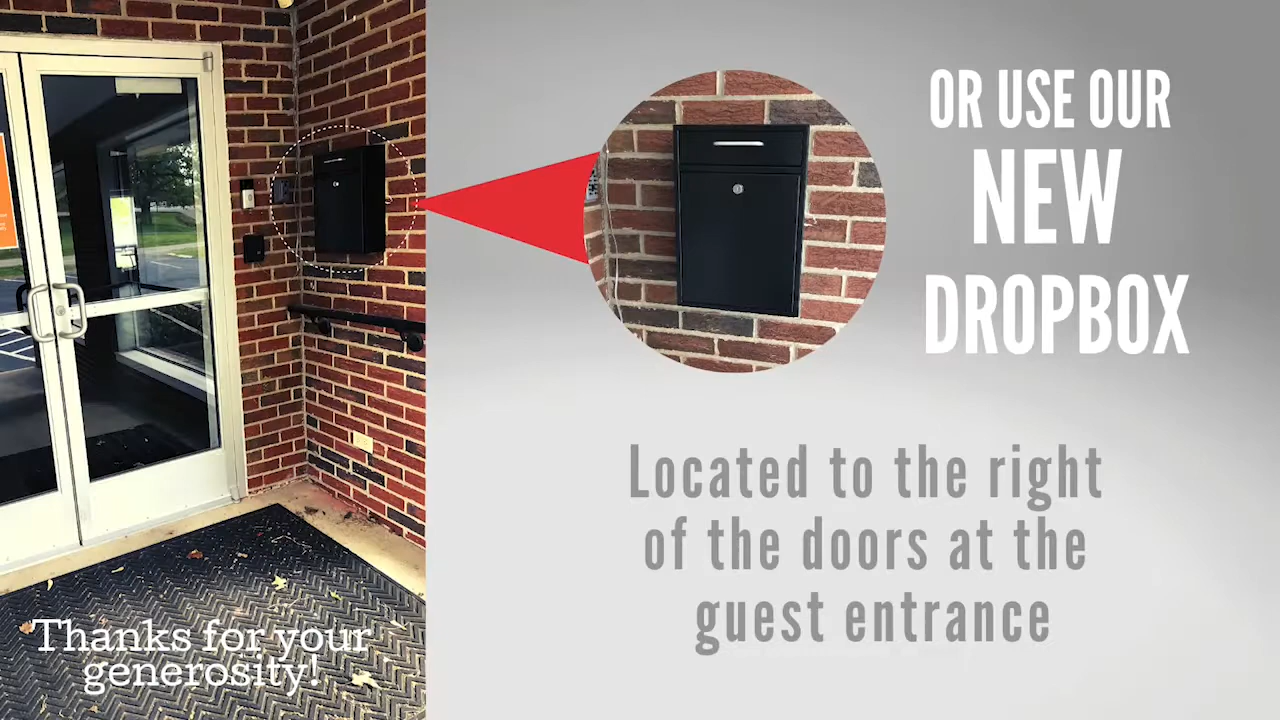 OR USE OUR
NEW
DROPBOX
Located to the right
of the doors at the
guest entrance
Thanks for your
generosity!